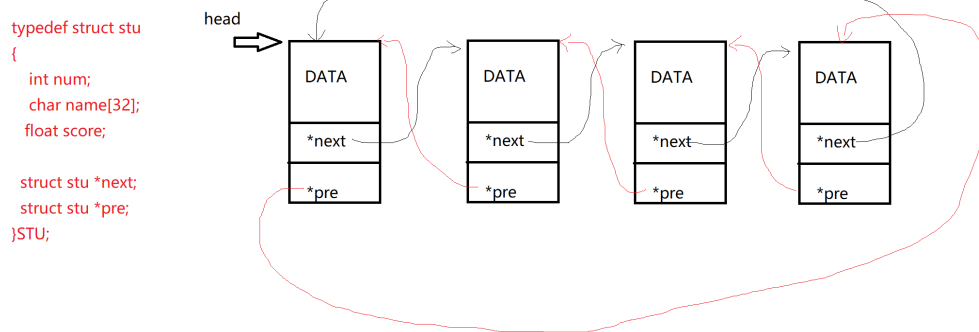 typedef struct stu
{
int num;
char name[32];
float score;
struct stu *next;
struct stu *pre;
}STU;
head
DATA
*next
*pre
DATA
*next
*pre
DATA
*next
*pre
DATA
*next
*pre